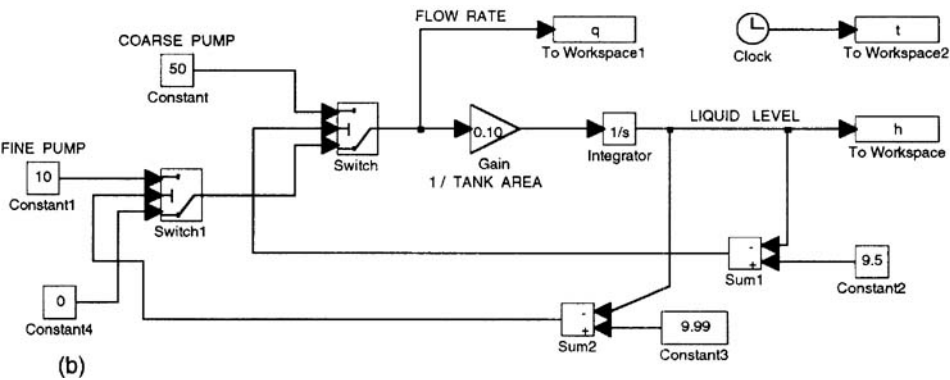 FLOW RATE
q
To Workspace1
Clock
t
To Workspace2
COARSE PUMP
50
Constant
Switch
0.10
Gain
1 / TANK AREA
1/s
Integrator
LIQUID LEVEL
h
To Workspace
FINE PUMP
10
Constant1
Switch1
0
Constant4
-
+
Sum1
9.5
Constant2
-
+
Sum2
9.99
Constant3
(b)